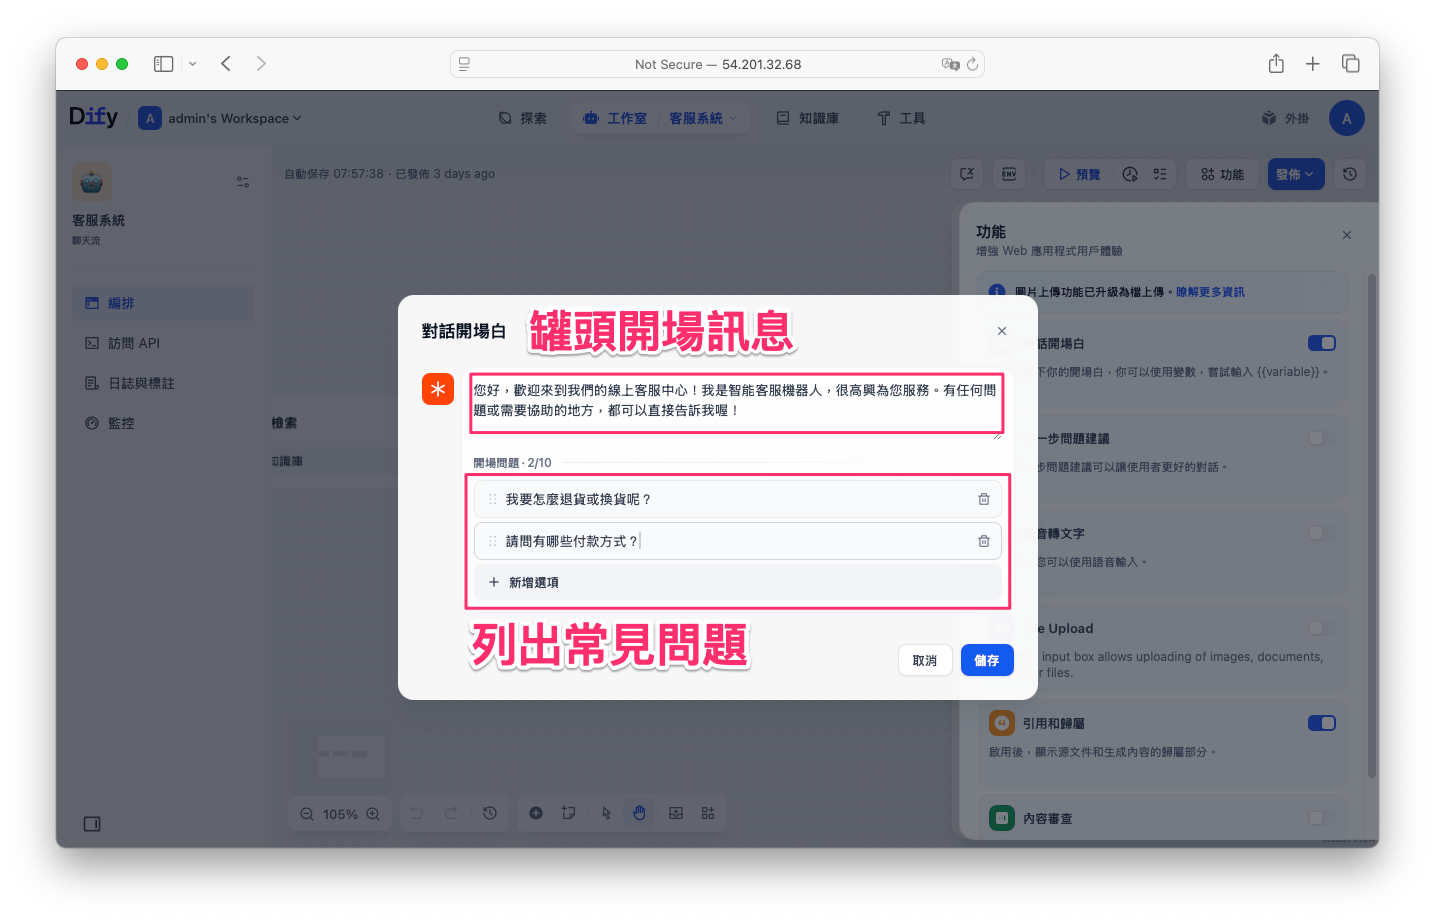 Not Secure — 54.201.32.68
Dify
A admin's Workspace
探索
工作室 / 客服系統
知識庫
工具
外掛
A
客服系統
聊天流
自動保存 07:57:38 · 已發佈 3 days ago
ENV
預覽
功能
發佈
編排
訪問 API
日誌與標註
監控
檢索
識庫
功能
增強 Web 應用程式用戶體驗
圖片上傳功能已升級為檔上傳。瞭解更多資訊
話開場白
下你的開場白，你可以使用變數，嘗試輸入 {{variable}}。
一步問題建議
步問題建議可以讓使用者更好的對話。
音轉文字
您可以使用語音輸入。
e Upload
input box allows uploading of images, documents,
r files.
引用和歸屬
啟用後，顯示源文件和生成內容的歸屬部分。
內容審查
對話開場白
罐頭開場訊息
您好，歡迎來到我們的線上客服中心！我是智能客服機器人，很高興為您服務。有任何問
題或需要協助的地方，都可以直接告訴我喔！
開場問題 · 2/10
我要怎麼退貨或換貨呢？
請問有哪些付款方式？
+ 新增選項
列出常見問題
取消
儲存
105%